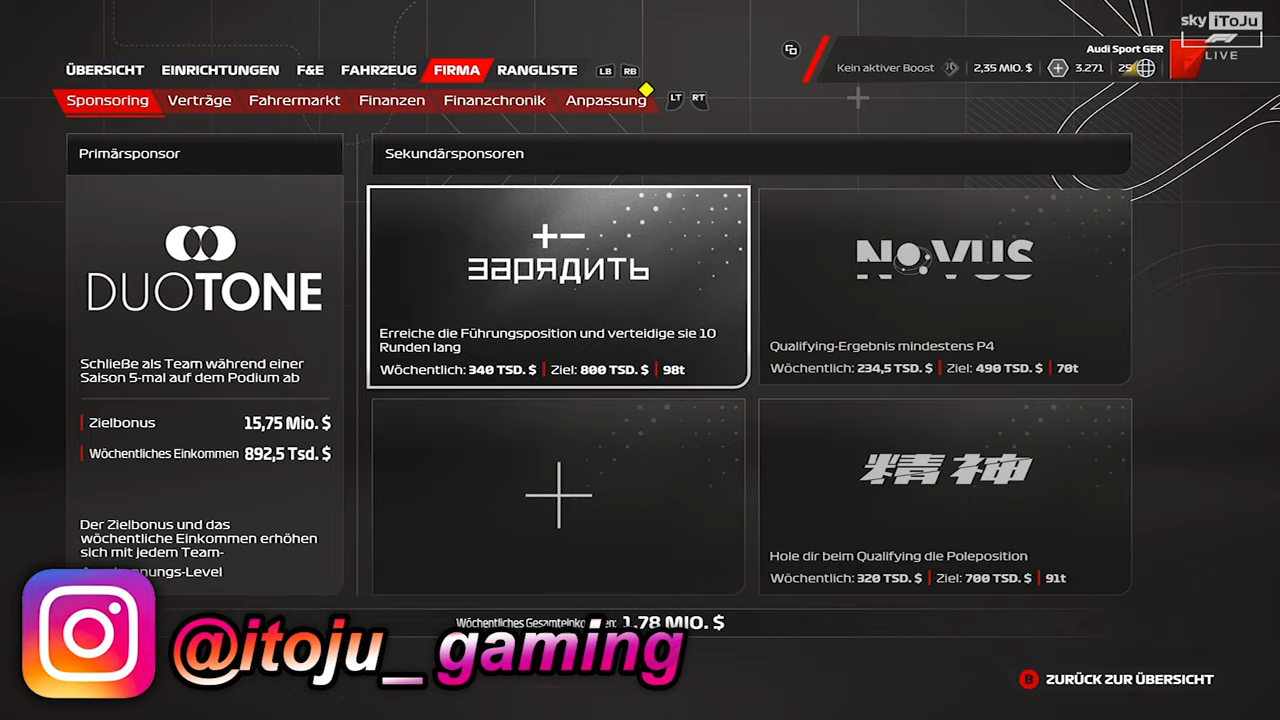 sky iToJu
LIVE
Audi Sport GER
ÜBERSICHT EINRICHTUNGEN F&E FAHRZEUG FIRMA RANGLISTE LB RB
Kein aktiver Boost 2,35 MIO. $ 3.271 25
Sponsoring Verträge Fahrermarkt Finanzen Finanzchronik Anpassung LT RT
Primärsponsor
DUOTONE
Schließe als Team während einer
Saison 5-mal auf dem Podium ab
Zielbonus 15,75 Mio. $
Wöchentliches Einkommen 892,5 Tsd. $
Der Zielbonus und das
wöchentliche Einkommen erhöhen
sich mit jedem Team-
Sekundärsponsoren
зарядить
Erreiche die Führungsposition und verteidige sie 10
Runden lang
Wöchentlich: 340 TSD. $ Ziel: 800 TSD. $ 98t
NOVUS
Qualifying-Ergebnis mindestens P4
Wöchentlich: 234,5 TSD. $ Ziel: 490 TSD. $ 70t
精神
Hole dir beim Qualifying die Poleposition
Wöchentlich: 320 TSD. $ Ziel: 700 TSD. $ 91t
Wöchentliches 1,78 MIO. $
@itoju_gaming
B ZURÜCK ZUR ÜBERSICHT